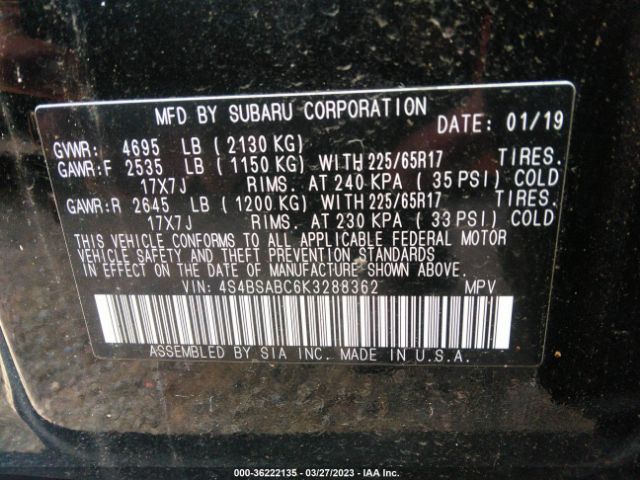 MFD BY SUBARU CORPORATION
DATE: 01/19
GVWR: 4695 LB (2130 KG)
GAWR:F 2535 LB (1150 KG) WITH 225/65R17 TIRES.
17X7J RIMS. AT 240 KPA (35 PSI) COLD
GAWR:R 2645 LB (1200 KG) WITH 225/65R17 TIRES.
17X7J RIMS. AT 230 KPA (33 PSI) COLD
THIS VEHICLE CONFORMS TO ALL APPLICABLE FEDERAL MOTOR
VEHICLE SAFETY AND THEFT PREVENTION STANDARDS
IN EFFECT ON THE DATE OF MANUFACTURE SHOWN ABOVE.
VIN: 4S4BSABC6K3288362 MPV
ASSEMBLED BY SIA INC. MADE IN U.S.A.
000-36222135 - 03/27/2023 - IAA Inc.